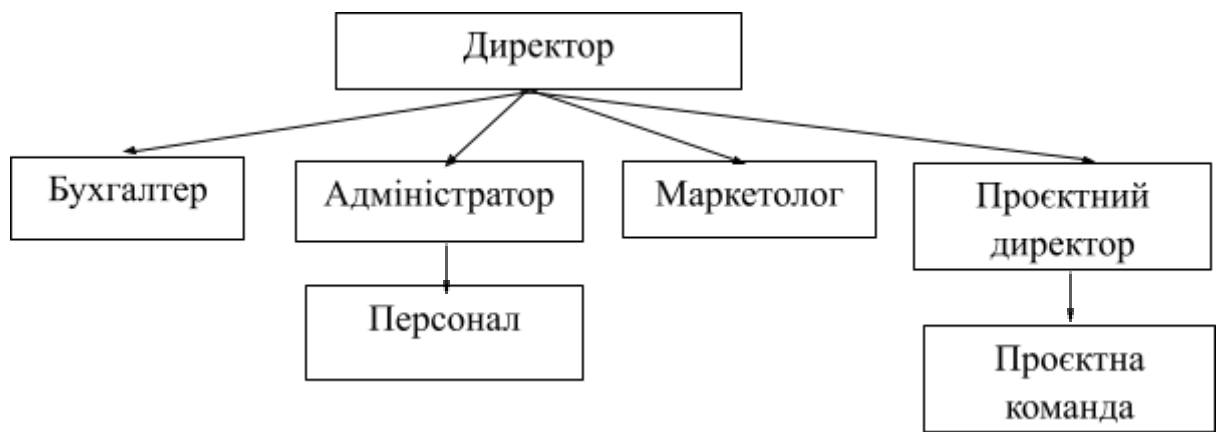 Директор
Бухгалтер
Адміністратор
Маркетолог
Проєктний
директор
Персонал
Проєктна
команда